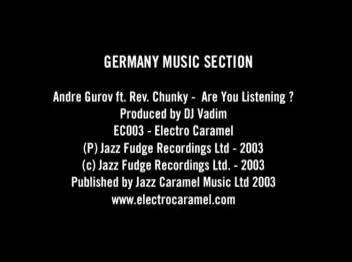 GERMANY MUSIC SECTION
Andre Gurov ft. Rev. Chunky - Are You Listening ?
Produced by DJ Vadim
EC003 - Electro Caramel
(P) Jazz Fudge Recordings Ltd - 2003
(c) Jazz Fudge Recordings Ltd. - 2003
Published by Jazz Caramel Music Ltd 2003
www.electrocaramel.com